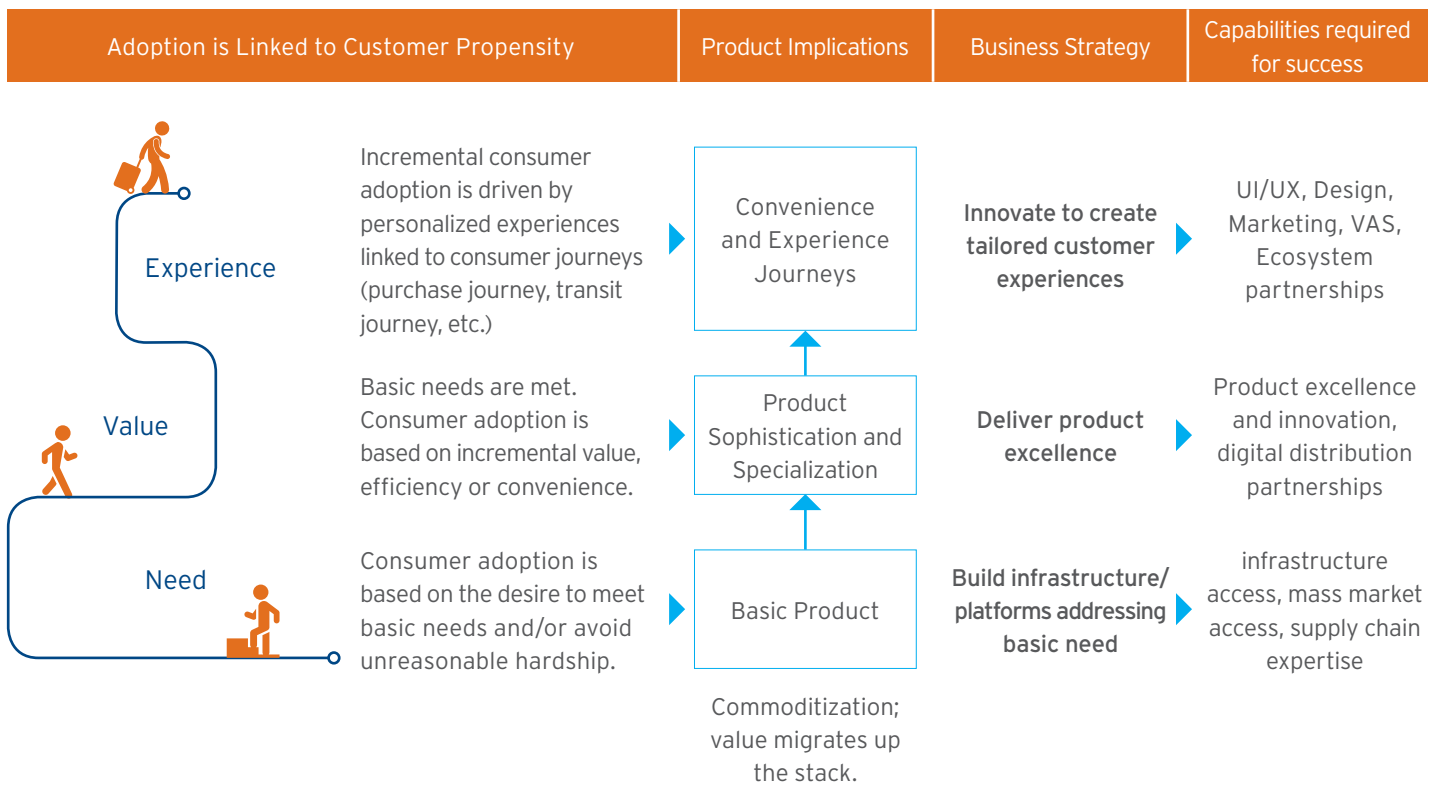 Adoption is Linked to Customer Propensity
Product Implications
Business Strategy
Capabilities required
for success
Experience
Incremental consumer
adoption is driven by
personalized experiences
linked to consumer journeys
(purchase journey, transit
journey, etc.)
Convenience
and Experience
Journeys
Innovate to create
tailored customer
experiences
UI/UX, Design,
Marketing, VAS,
Ecosystem
partnerships
Value
Basic needs are met.
Consumer adoption is
based on incremental value,
efficiency or convenience.
Product
Sophistication and
Specialization
Deliver product
excellence
Product excellence
and innovation,
digital distribution
partnerships
Need
Consumer adoption is
based on the desire to meet
basic needs and/or avoid
unreasonable hardship.
Basic Product
Build infrastructure/
platforms addressing
basic need
infrastructure
access, mass market
access, supply chain
expertise
Commoditization;
value migrates up
the stack.